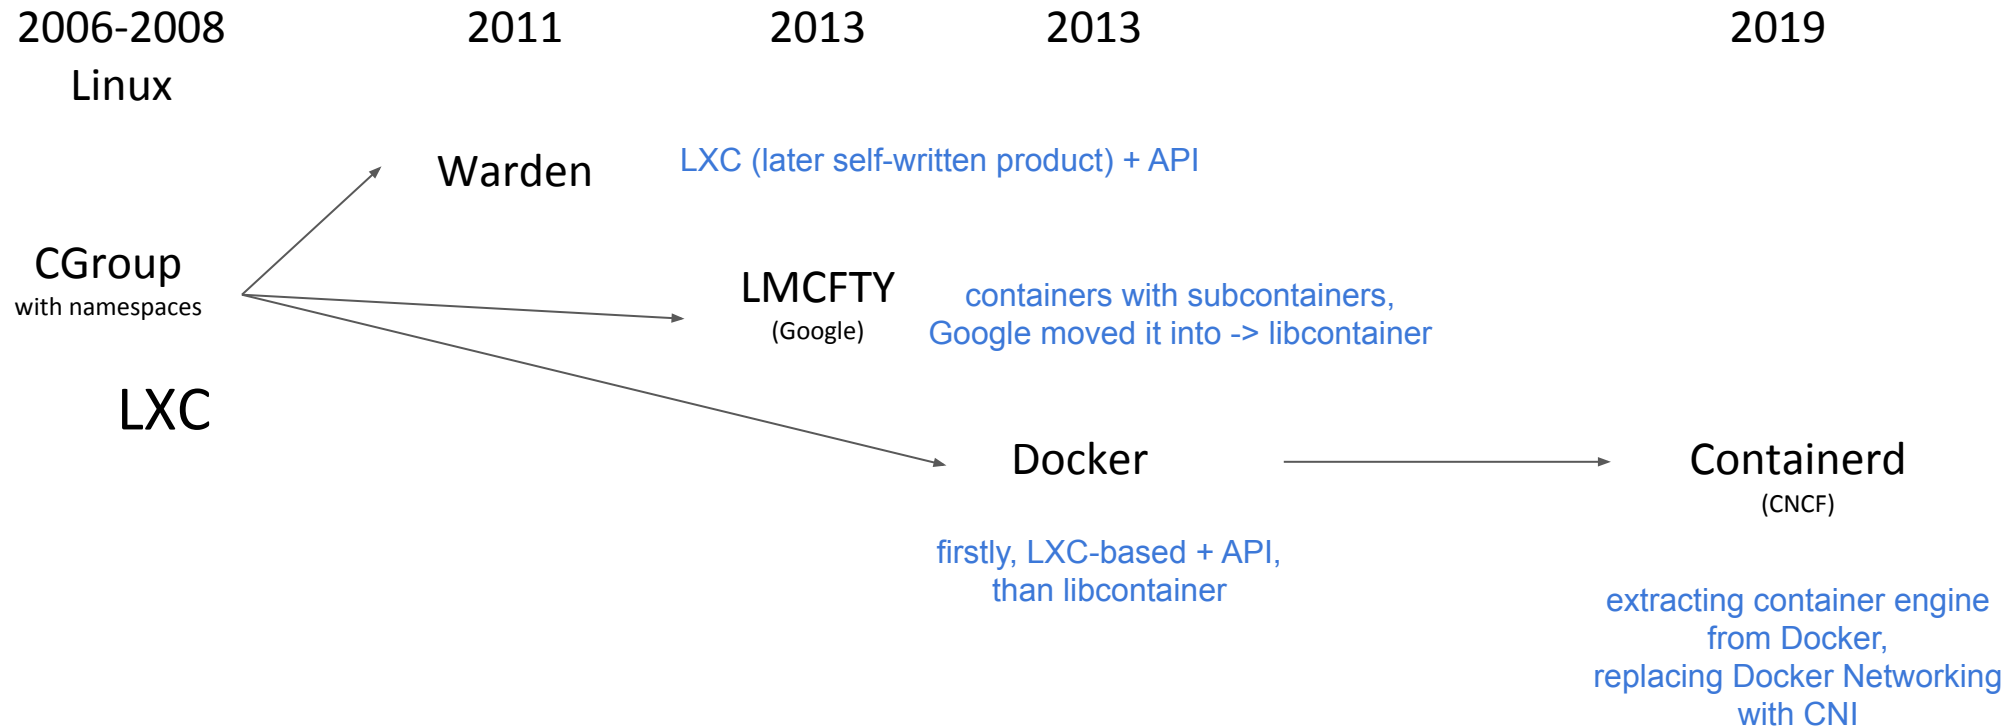 2006-2008
2011
2013
2013
2019
Linux
Warden
LXC (later self-written product) + API
CGroup
with namespaces
LMCFTY
(Google)
containers with subcontainers,
Google moved it into -> libcontainer
LXC
Docker
firstly, LXC-based + API,
than libcontainer
Containerd
(CNCF)
extracting container engine
from Docker,
replacing Docker Networking
with CNI